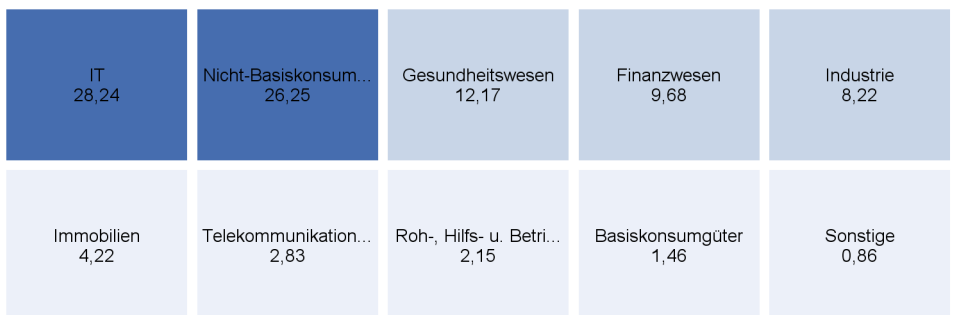 IT
28,24
Nicht-Basiskonsum...
26,25
Gesundheitswesen
12,17
Finanzwesen
9,68
Industrie
8,22
Immobilien
4,22
Telekommunikation...
2,83
Roh-, Hilfs- u. Betri...
2,15
Basiskonsumgüter
1,46
Sonstige
0,86